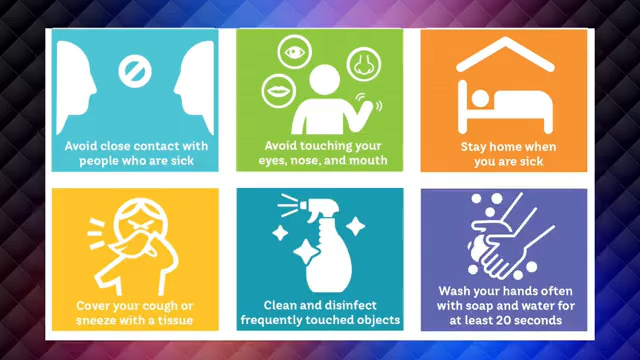 Avoid close contact with
people who are sick
Avoid touching your
eyes, nose, and mouth
Stay home when
you are sick
Cover your cough or
sneeze with a tissue
Clean and disinfect
frequently touched objects
Wash your hands often
with soap and water for
at least 20 seconds